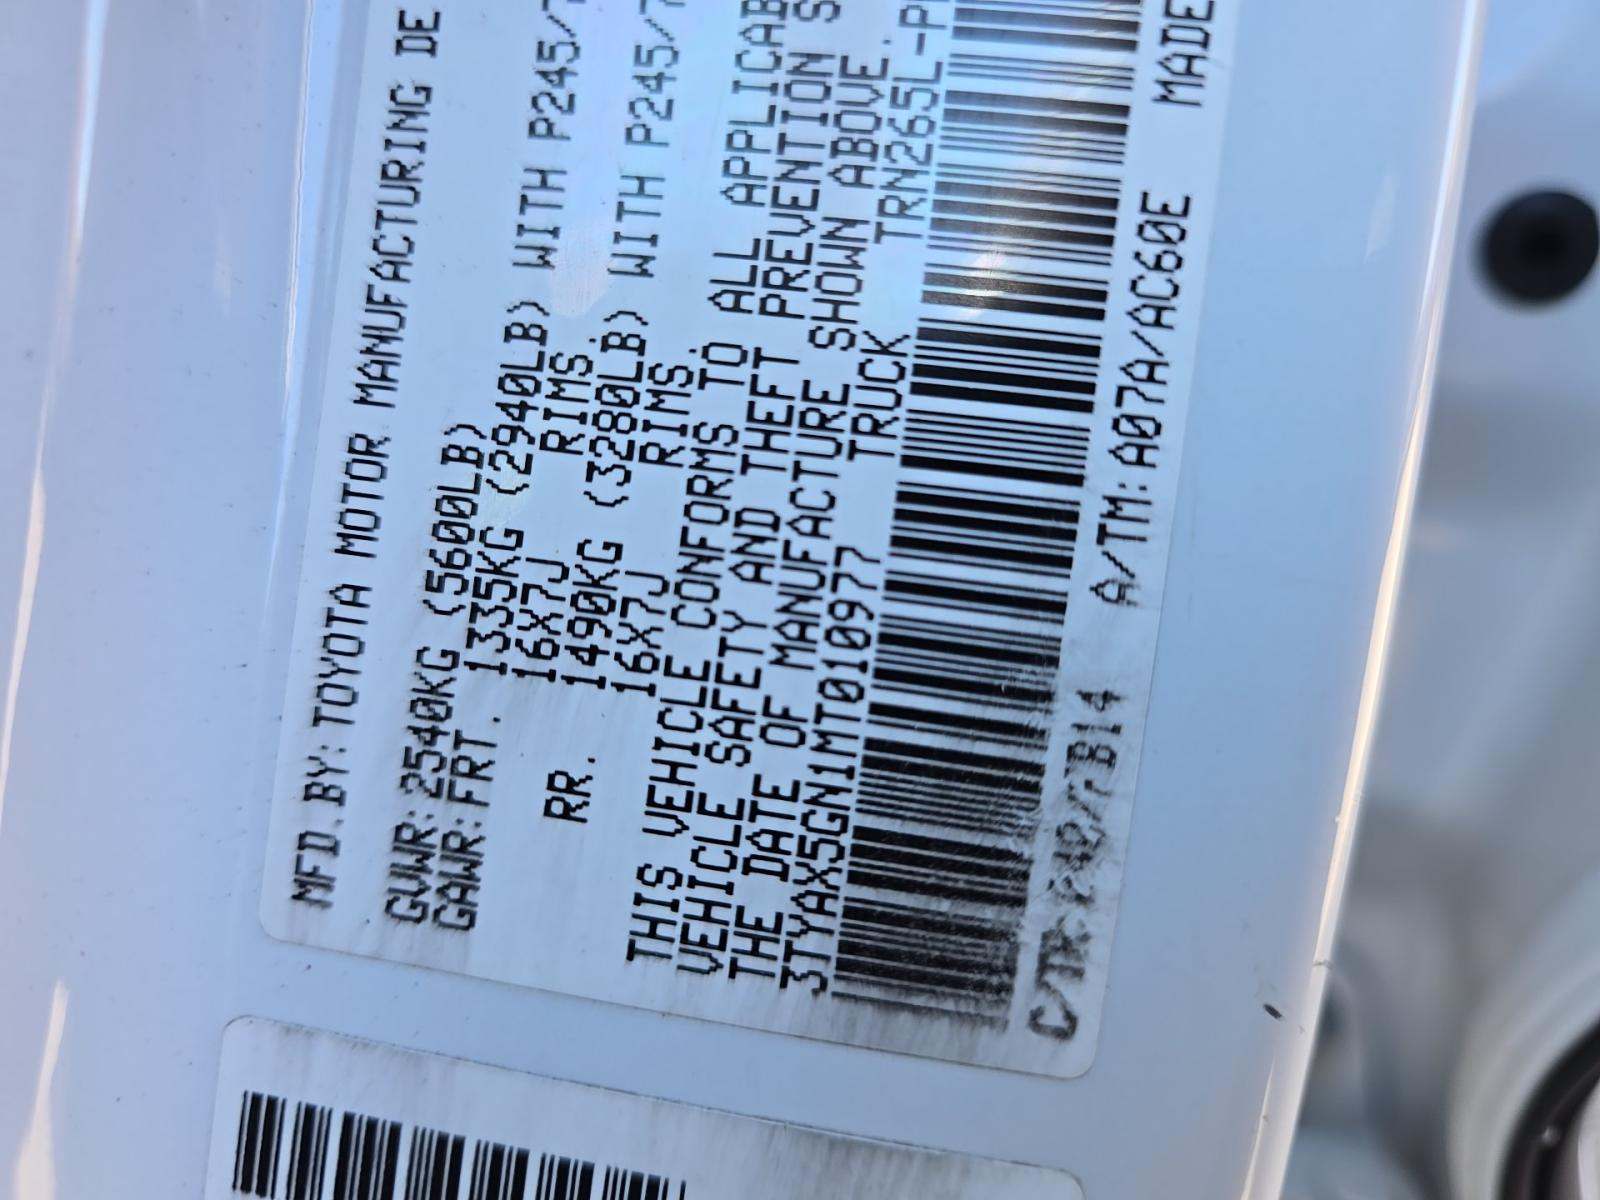 MFD. BY: TOYOTA MOTOR MANUFACTURING DE
GVWR: 2540KG (5600LB)
GAWR: FRT. 1335KG (2940LB) WITH P245/7
16X7J RIMS.
RR. 1490KG (3280LB) WITH P245/7
16X7J RIMS.
THIS VEHICLE CONFORMS TO ALL APPLICAB
VEHICLE SAFETY AND THEFT PREVENTION S
THE DATE OF MANUFACTURE SHOWN ABOVE.
3TYAX5GN1MT010977 TRUCK TRN265L-P
A/TM: A07A/AC60E MADE